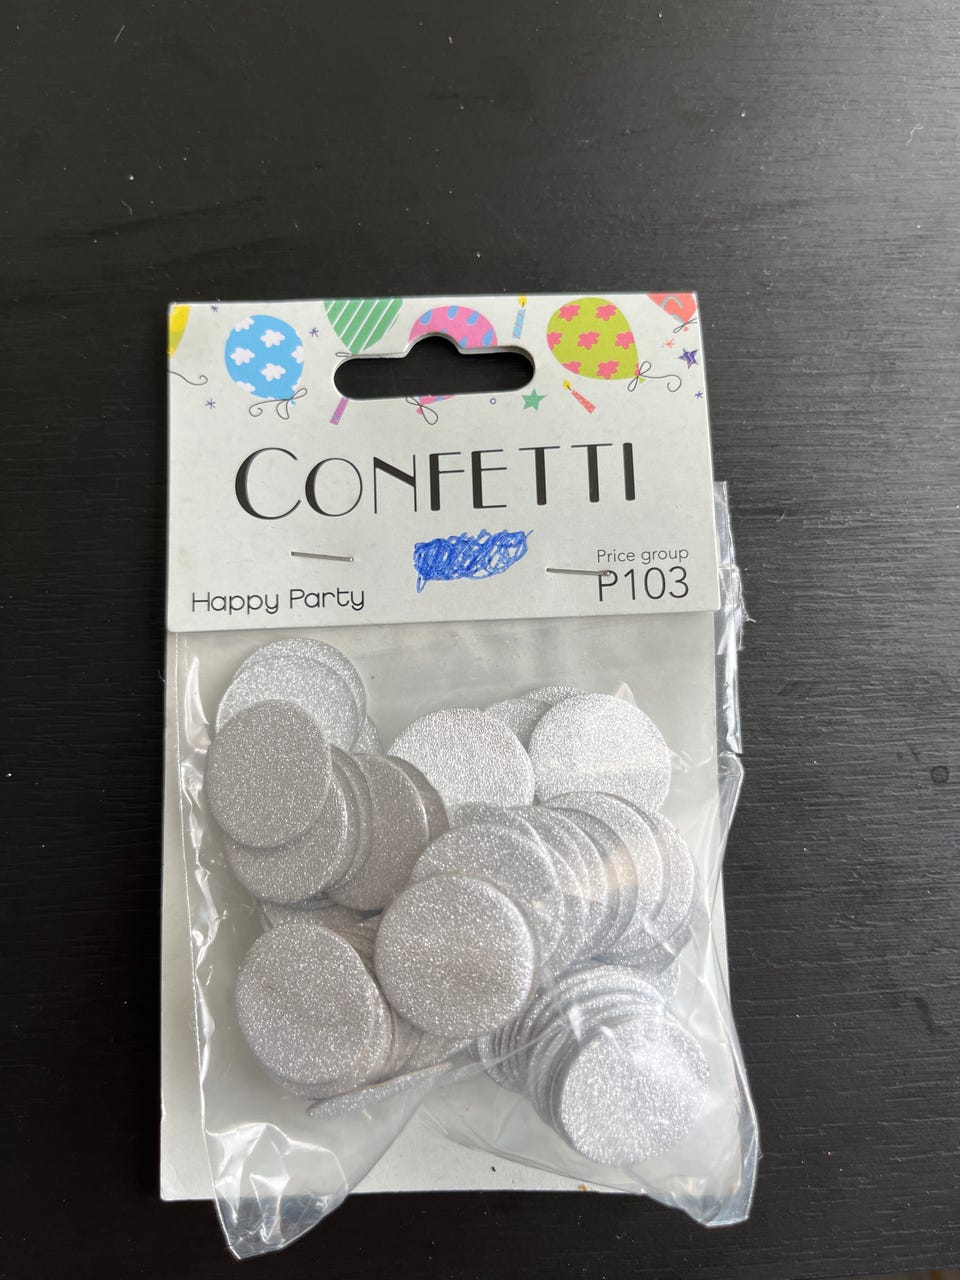 CONFETTI
Happy Party
Price group
P103